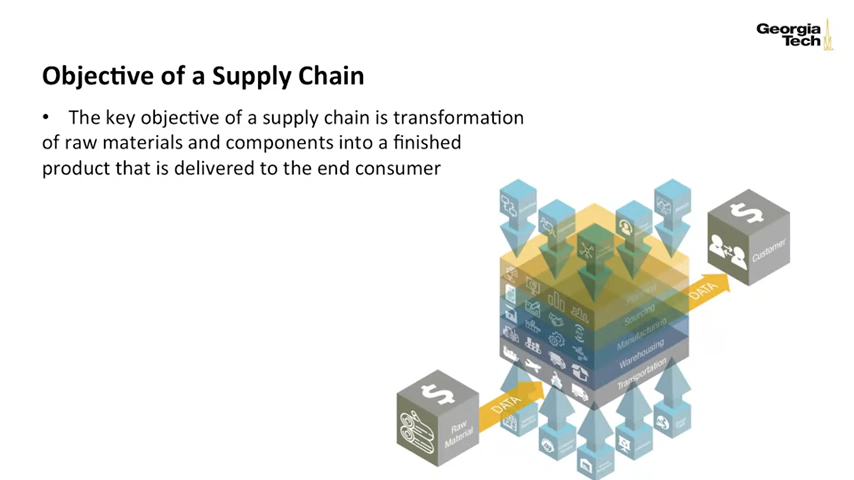 Georgia
Tech
Objective of a Supply Chain
• The key objective of a supply chain is transformation
of raw materials and components into a finished
product that is delivered to the end consumer
Customer
DATA
Sourcing
Manufacturing
Warehousing
Transportation
DATA
Raw
Material